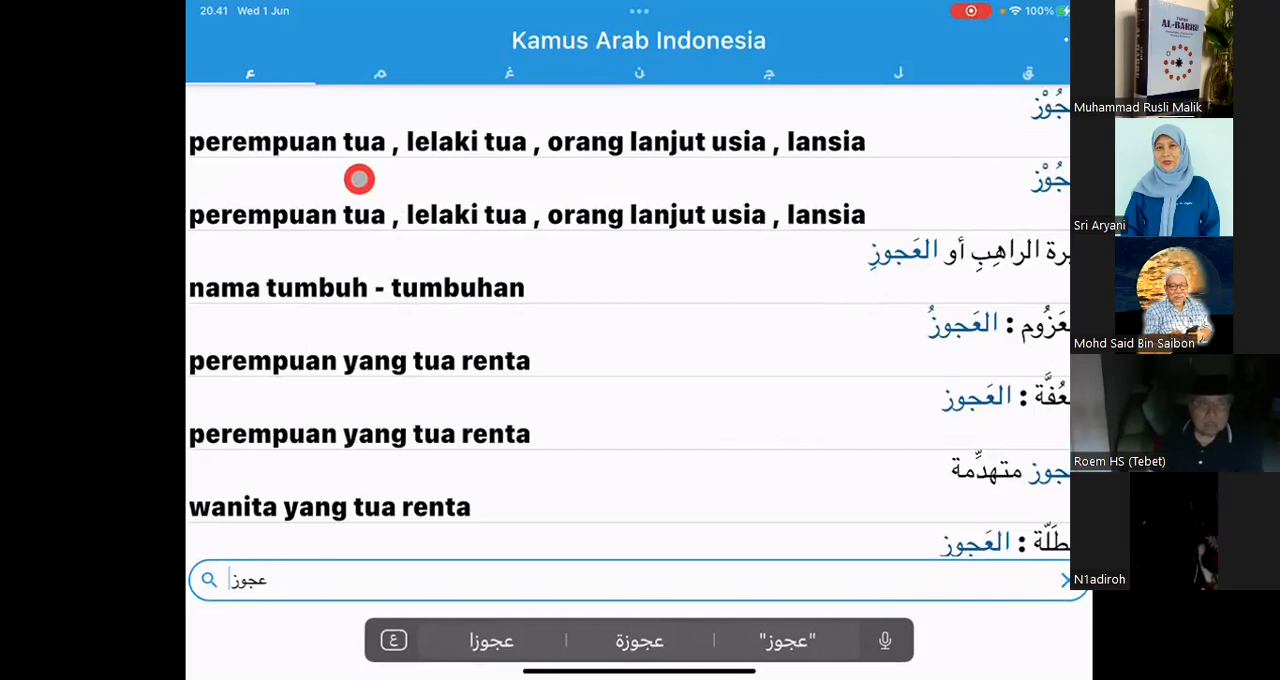 20.41 Wed 1 Jun
100%
Kamus Arab Indonesia
ع م غ ن ج ل ق
perempuan tua , lelaki tua , orang lanjut usia , lansia
perempuan tua , lelaki tua , orang lanjut usia , lansia
الراهِبِ أو العَجوزِ
nama tumbuh - tumbuhan
العَجوزُ
perempuan yang tua renta
: العَجوز
perempuan yang tua renta
متهدِّمة
wanita yang tua renta
: العَجوز
عجوز
عجوزا
عجوزة
"عجوز"
AL-BARRU
Muhammad Rusli Malik
Sri Aryani
Mohd Said Bin Saibon
Roem HS (Tebet)
N1adiroh